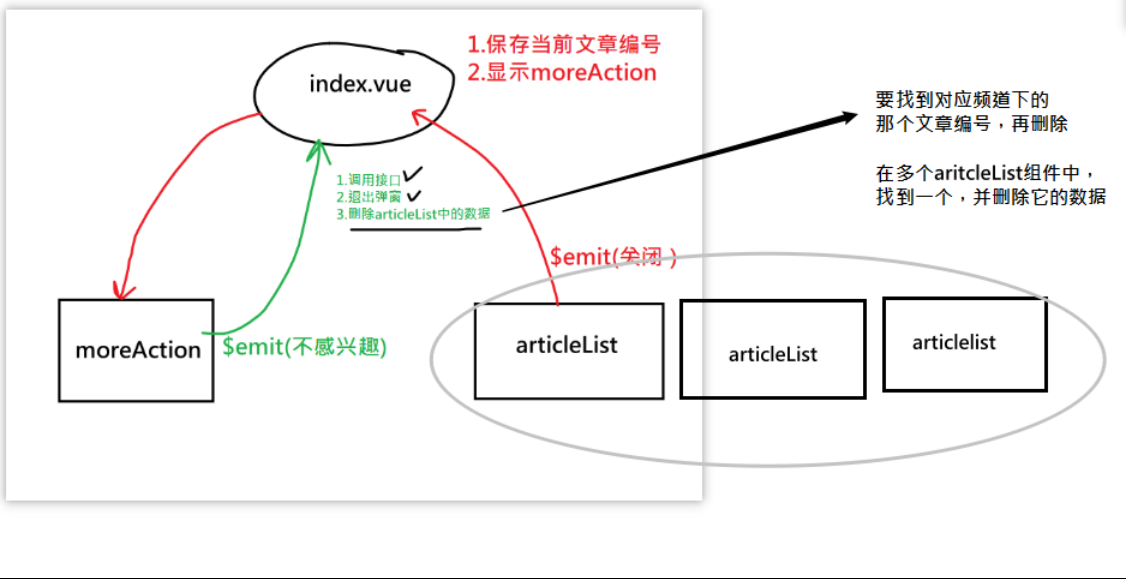 1.保存当前文章编号
2.显示moreAction
index.vue
要找到对应频道下的
那个文章编号，再删除
1.调用接口
2.退出弹窗
3.删除articleList中的数据
在多个aritcleList组件中，
找到一个，并删除它的数据
$emit(关闭）
moreAction
$emit(不感兴趣)
articleList
articleList
articlelist